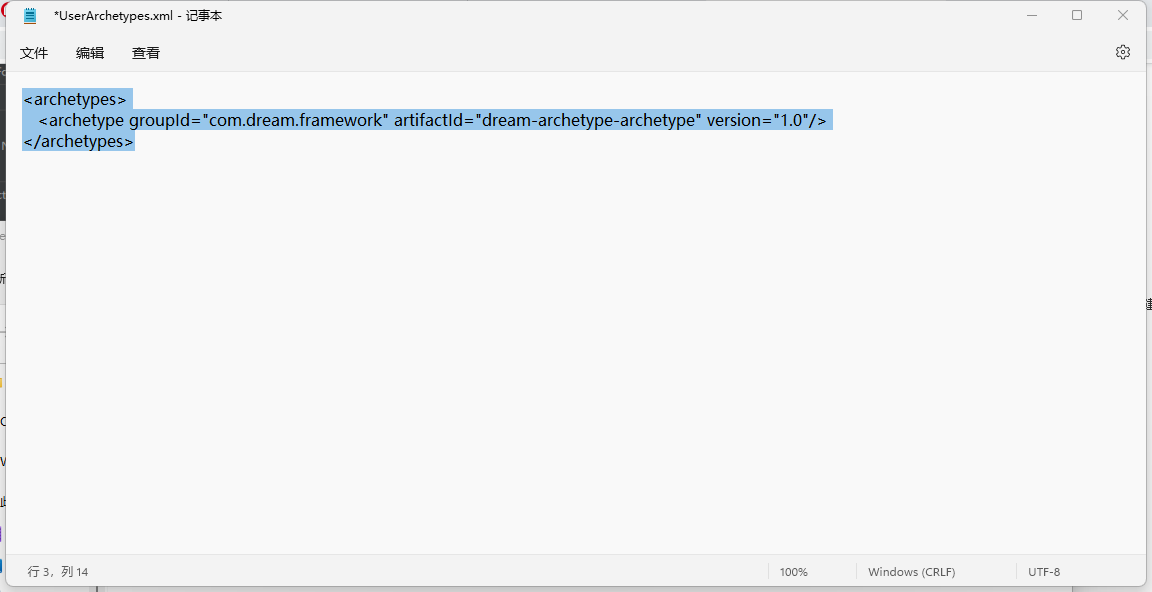 *UserArchetypes.xml - 记事本
文件 编辑 查看
<archetypes>
    <archetype groupId="com.dream.framework" artifactId="dream-archetype-archetype" version="1.0"/>
</archetypes>
行 3，列 14 100% Windows (CRLF) UTF-8